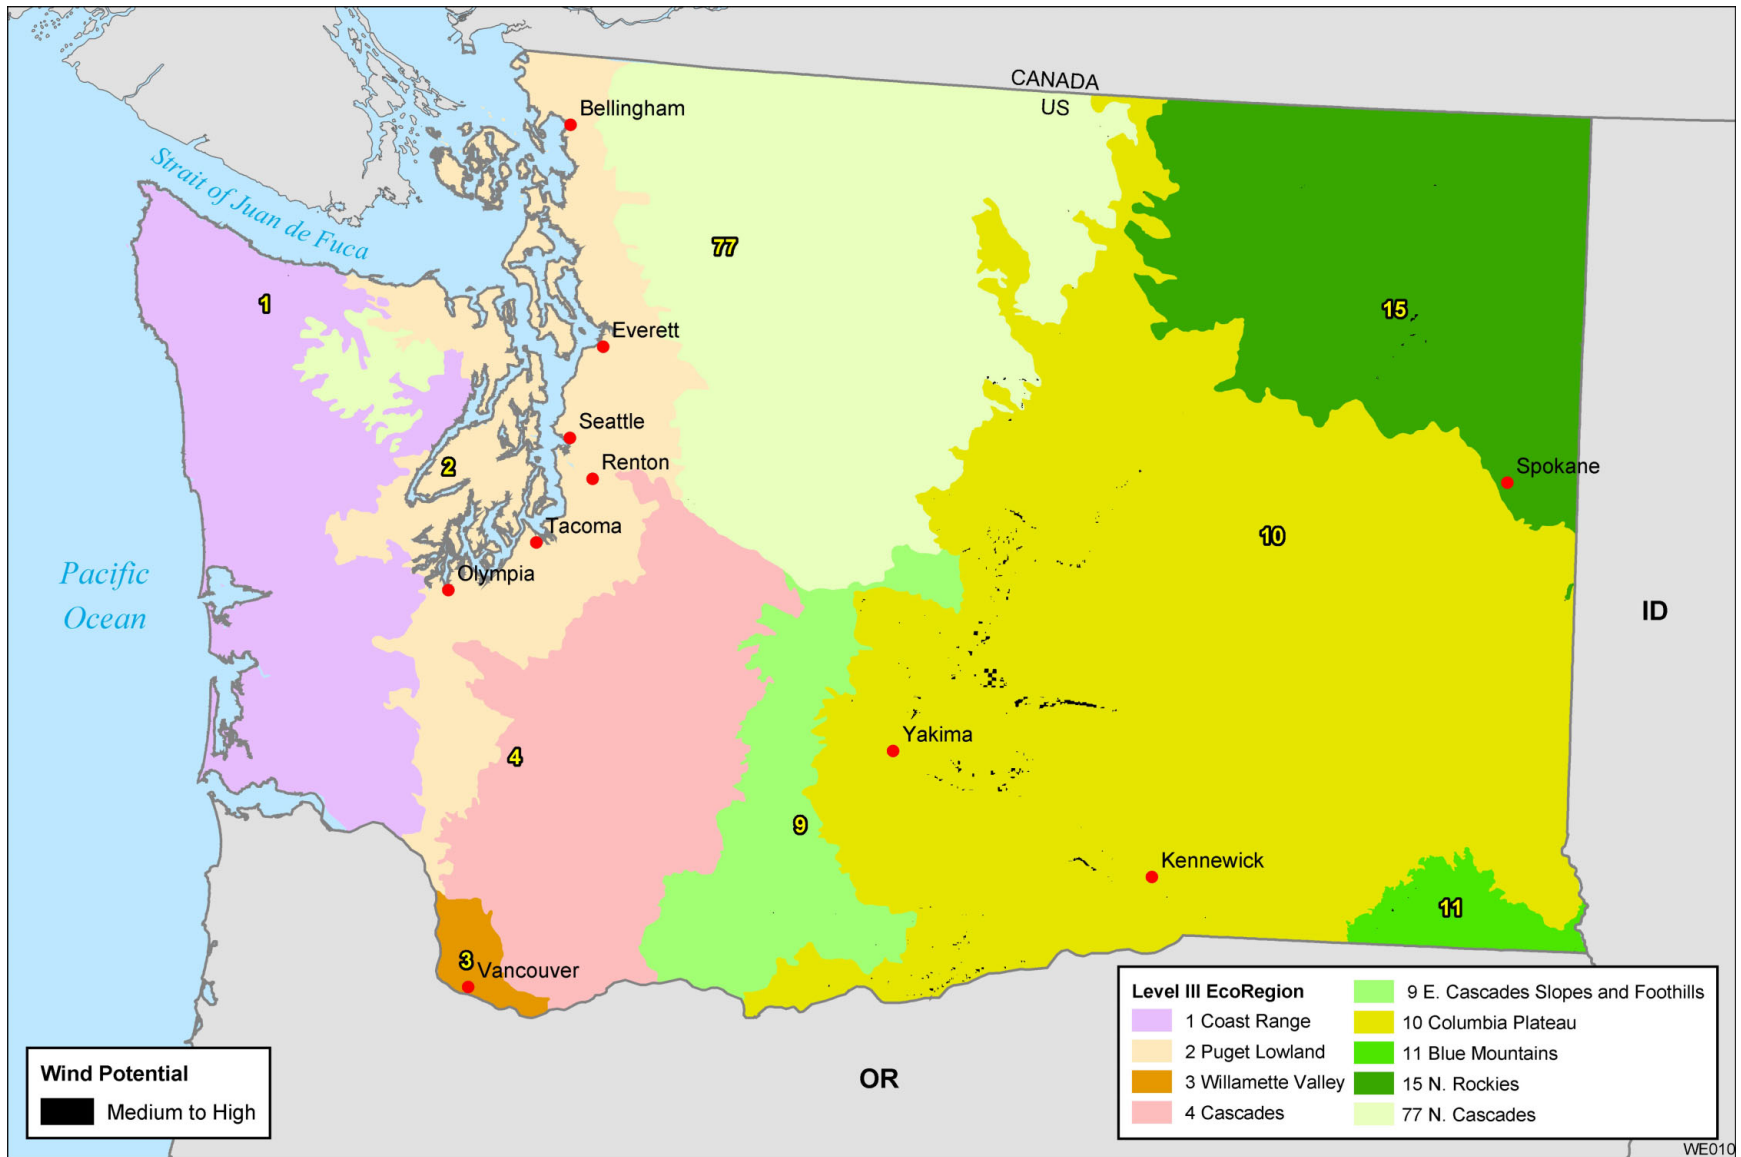 CANADA
US
Bellingham
Strait of Juan de Fuca
77
1
15
Everett
Seattle
2
Renton
Spokane
Tacoma
10
Olympia
Pacific
Ocean
ID
Yakima
4
9
Kennewick
11
3
Vancouver
OR
Wind Potential
Medium to High
Level III EcoRegion
1 Coast Range
2 Puget Lowland
3 Willamette Valley
4 Cascades
9 E. Cascades Slopes and Foothills
10 Columbia Plateau
11 Blue Mountains
15 N. Rockies
77 N. Cascades
WE010